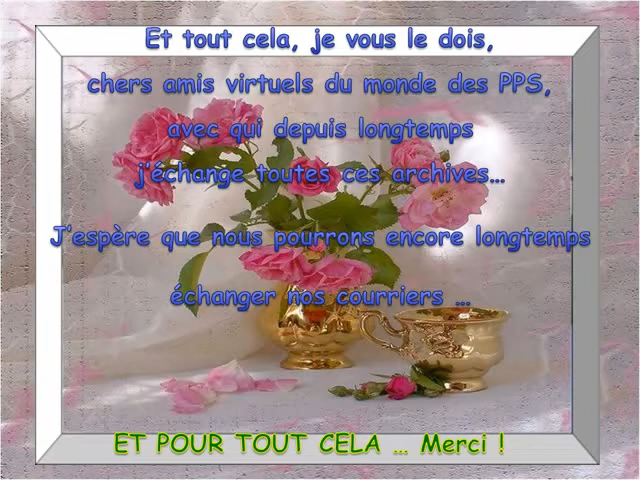 Et tout cela, je vous le dois,
chers amis virtuels du monde des PPS,
avec qui depuis longtemps
j’échange toutes ces archives…
J’espère que nous pourrons encore longtemps
échanger nos courriers …
ET POUR TOUT CELA … Merci !